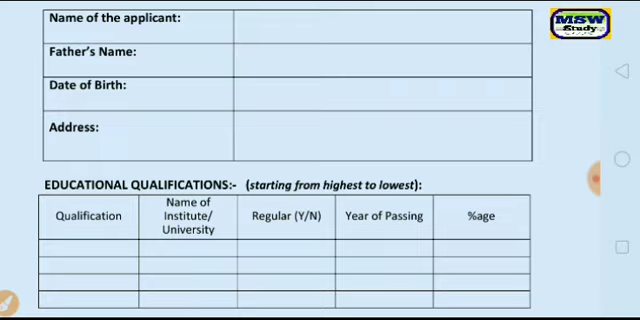 Name of the applicant:
MSW
Study
Father's Name:
Date of Birth:
Address:
EDUCATIONAL QUALIFICATIONS:- (starting from highest to lowest):
Qualification
Name of
Institute/
University
Regular (Y/N)
Year of Passing
%age